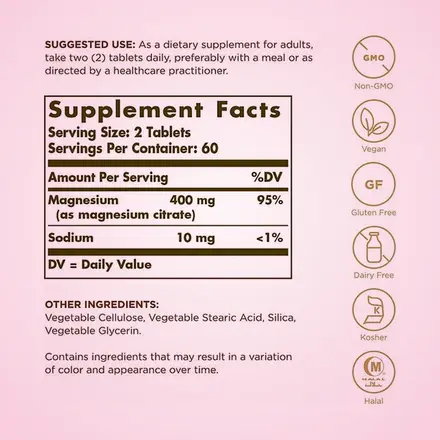 SUGGESTED USE: As a dietary supplement for adults,
take two (2) tablets daily, preferably with a meal or as
directed by a healthcare practitioner.
Supplement Facts
Serving Size: 2 Tablets
Servings Per Container: 60
Amount Per Serving %DV
Magnesium 400 mg 95%
(as magnesium citrate)
Sodium 10 mg <1%
DV = Daily Value
OTHER INGREDIENTS:
Vegetable Cellulose, Vegetable Stearic Acid, Silica,
Vegetable Glycerin.
Contains ingredients that may result in a variation
of color and appearance over time.
GMO
Non-GMO
Vegan
GF
Gluten Free
Dairy Free
K
Kosher
M
HALAL
Halal